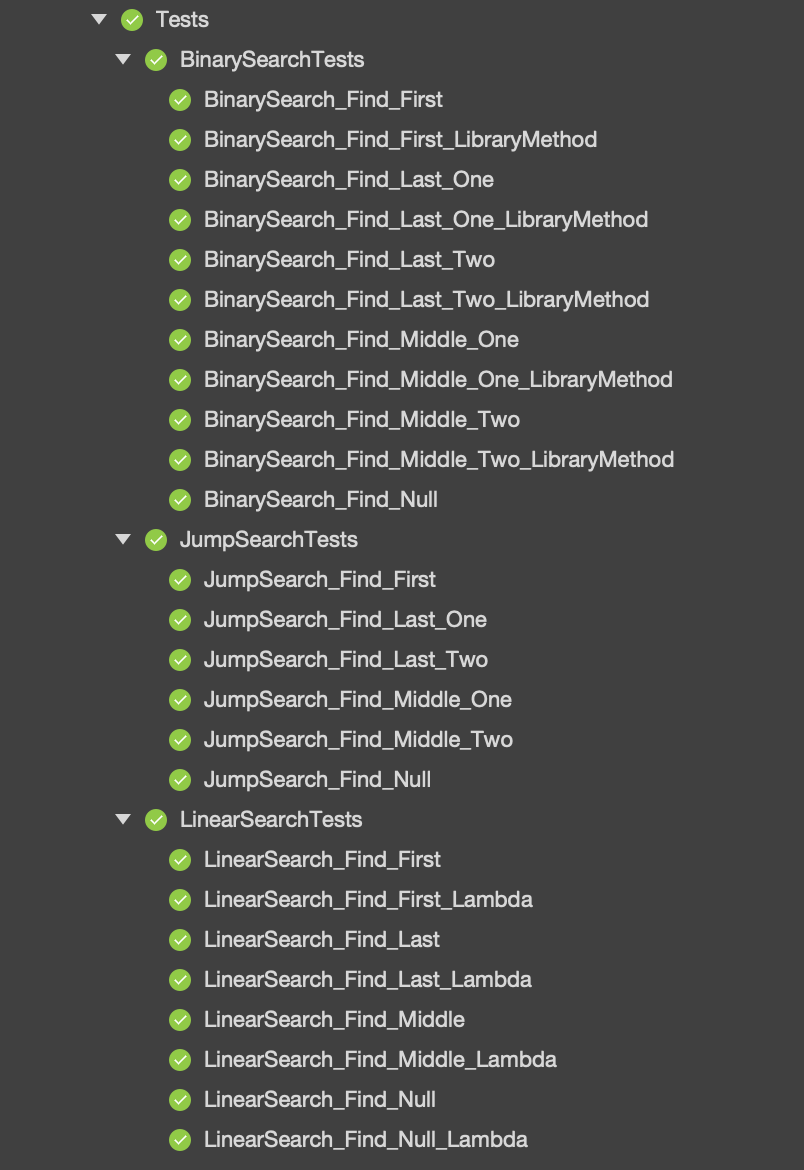 Tests
BinarySearchTests
BinarySearch_Find_First
BinarySearch_Find_First_LibraryMethod
BinarySearch_Find_Last_One
BinarySearch_Find_Last_One_LibraryMethod
BinarySearch_Find_Last_Two
BinarySearch_Find_Last_Two_LibraryMethod
BinarySearch_Find_Middle_One
BinarySearch_Find_Middle_One_LibraryMethod
BinarySearch_Find_Middle_Two
BinarySearch_Find_Middle_Two_LibraryMethod
BinarySearch_Find_Null
JumpSearchTests
JumpSearch_Find_First
JumpSearch_Find_Last_One
JumpSearch_Find_Last_Two
JumpSearch_Find_Middle_One
JumpSearch_Find_Middle_Two
JumpSearch_Find_Null
LinearSearchTests
LinearSearch_Find_First
LinearSearch_Find_First_Lambda
LinearSearch_Find_Last
LinearSearch_Find_Last_Lambda
LinearSearch_Find_Middle
LinearSearch_Find_Middle_Lambda
LinearSearch_Find_Null
LinearSearch_Find_Null_Lambda